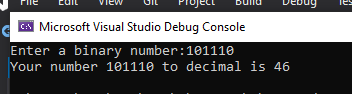 Edit View Git Project Build Debug
Microsoft Visual Studio Debug Console
Enter a binary number:101110
Your number 101110 to decimal is 46